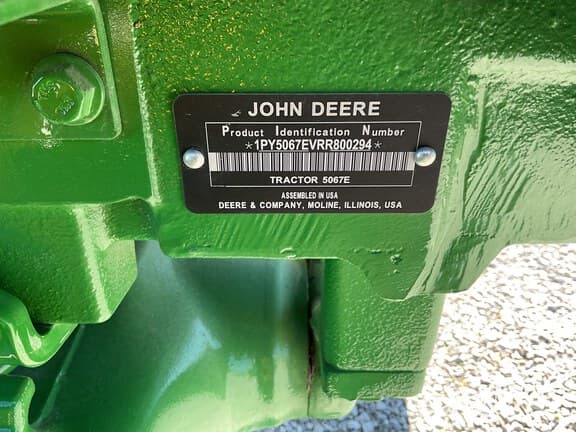 JOHN DEERE
Product Identification Number
*1PY5067EVRR800294*
TRACTOR 5067E
ASSEMBLED IN USA
DEERE & COMPANY, MOLINE, ILLINOIS, USA